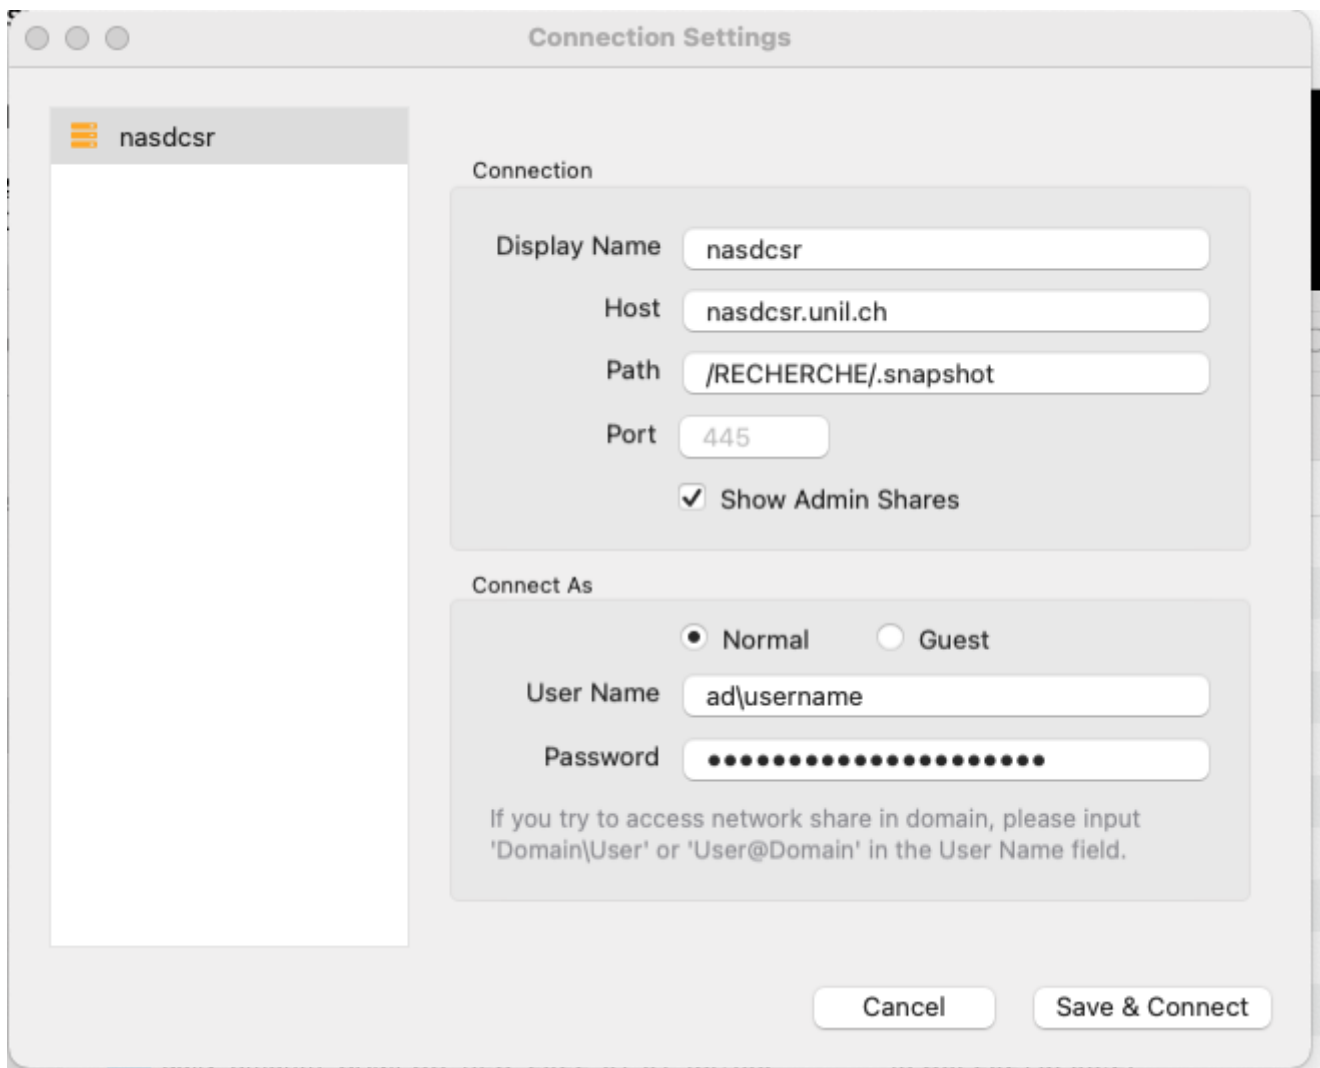 Connection Settings
nasdcsr
Connection
Display Name nasdcsr
Host nasdcsr.unil.ch
Path /RECHERCHE/.snapshot
Port 445
Show Admin Shares
Connect As
Normal Guest
User Name ad\username
Password ●●●●●●●●●●●●●●●●●●●●●
If you try to access network share in domain, please input
'Domain\User' or 'User@Domain' in the User Name field.
Cancel Save & Connect